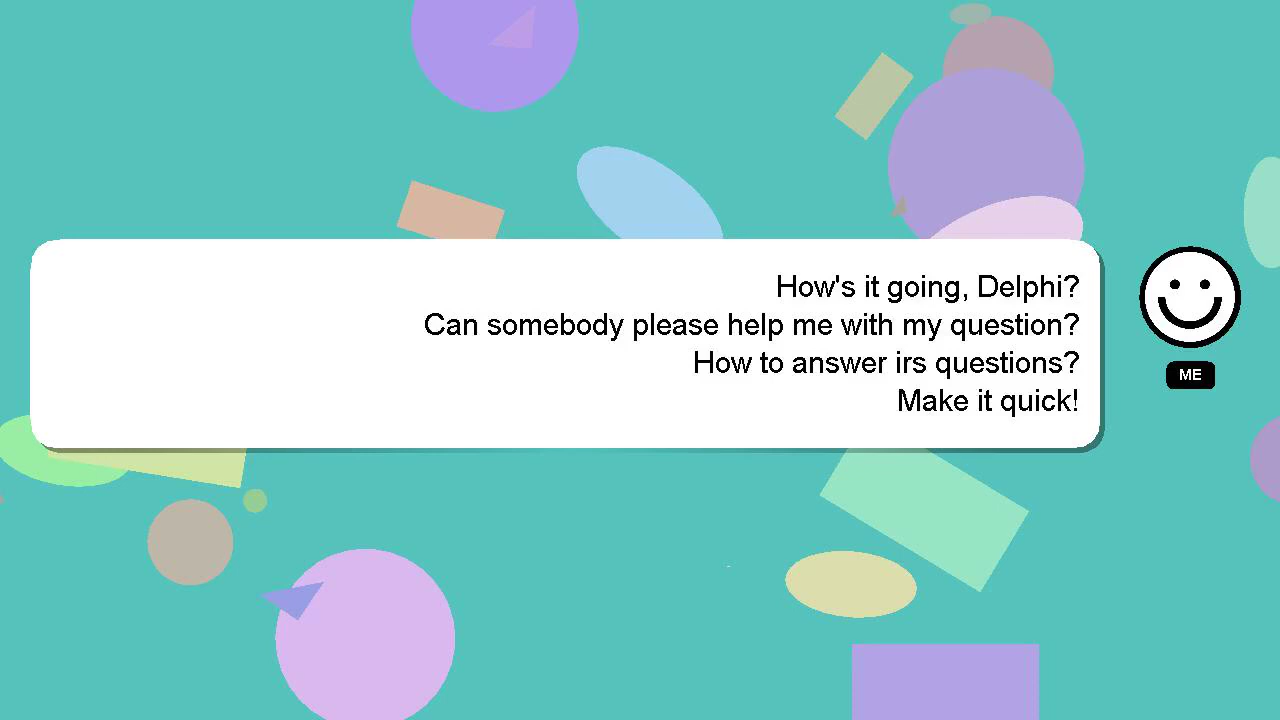 How's it going, Delphi?
Can somebody please help me with my question?
How to answer irs questions?
Make it quick!
ME